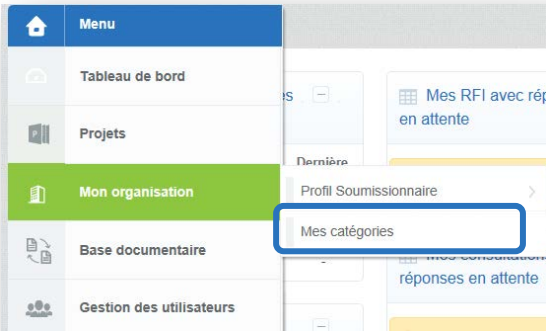 Menu
Tableau de bord
Projets
Mon organisation
Base documentaire
Gestion des utilisateurs
Profil Soumissionnaire
Mes catégories
Mes RFI avec
en attente
Dernière
réponses en attente